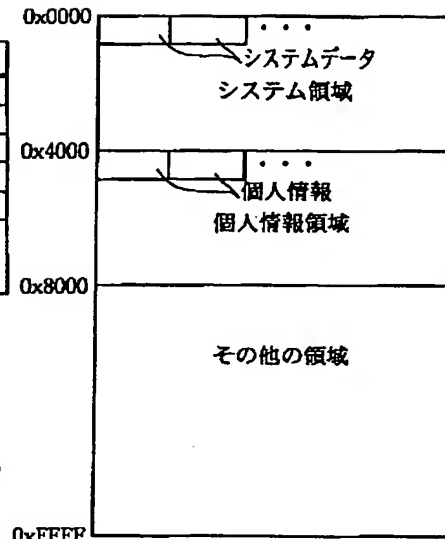 0x0000
・・・
システムデータ
システム領域
0x4000
・・・
個人情報
個人情報領域
0x8000
その他の領域
0xFFFF